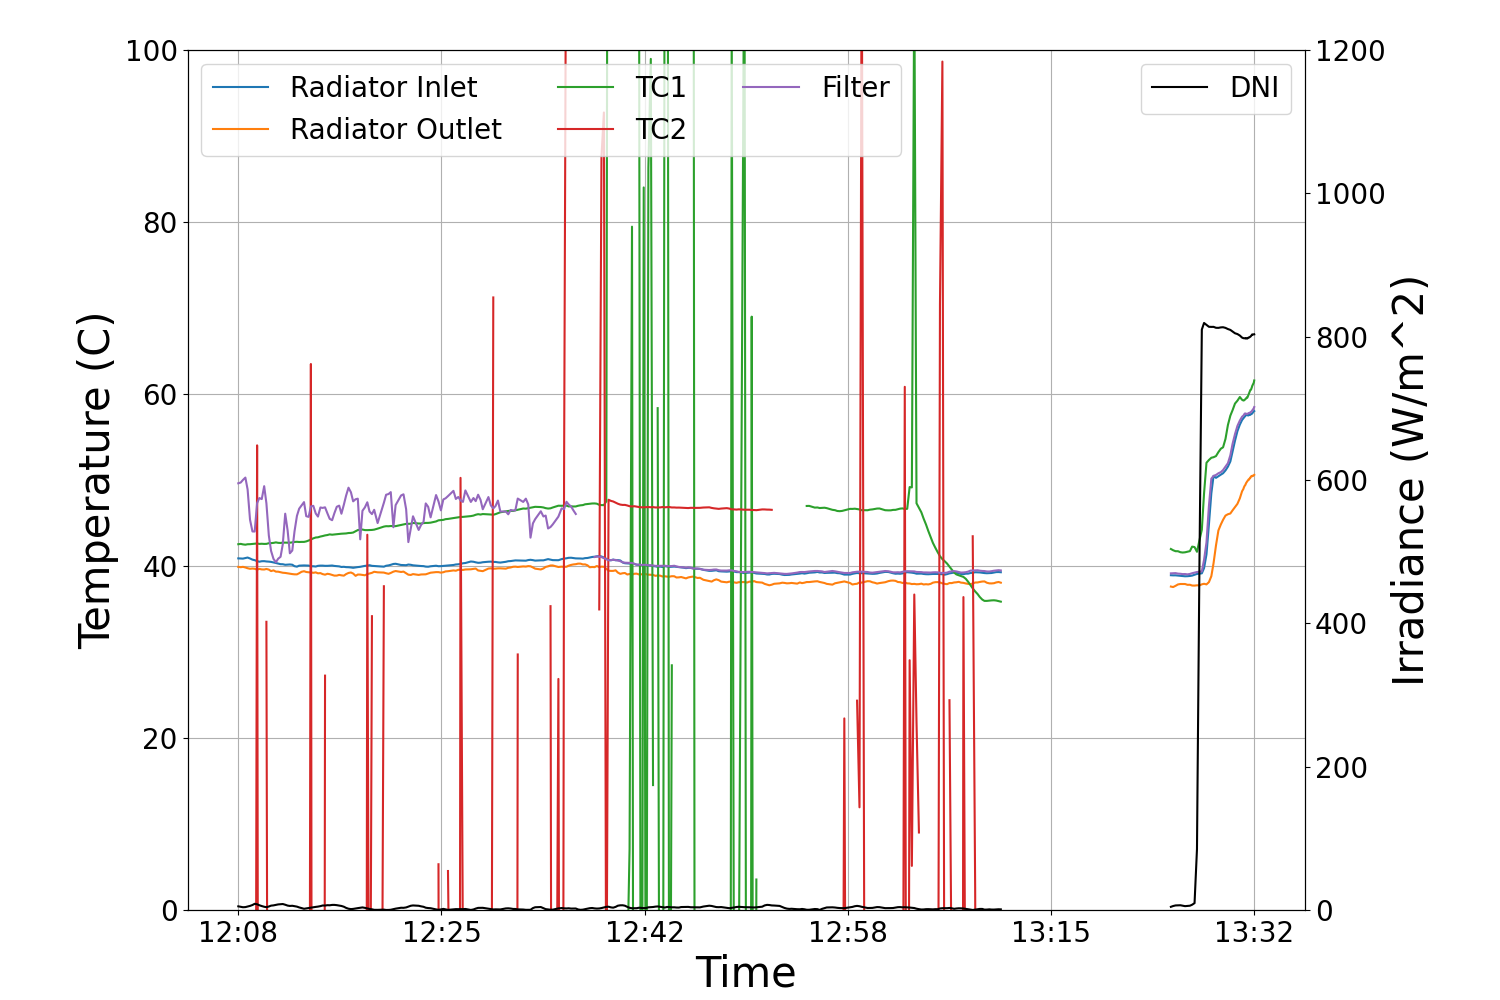 100
80
60
40
20
0
Temperature (C)
Radiator Inlet
Radiator Outlet
TC1
TC2
Filter
DNI
1200
1000
800
600
400
200
0
Irradiance (W/m^2)
12:08
12:25
12:42
12:58
13:15
13:32
Time